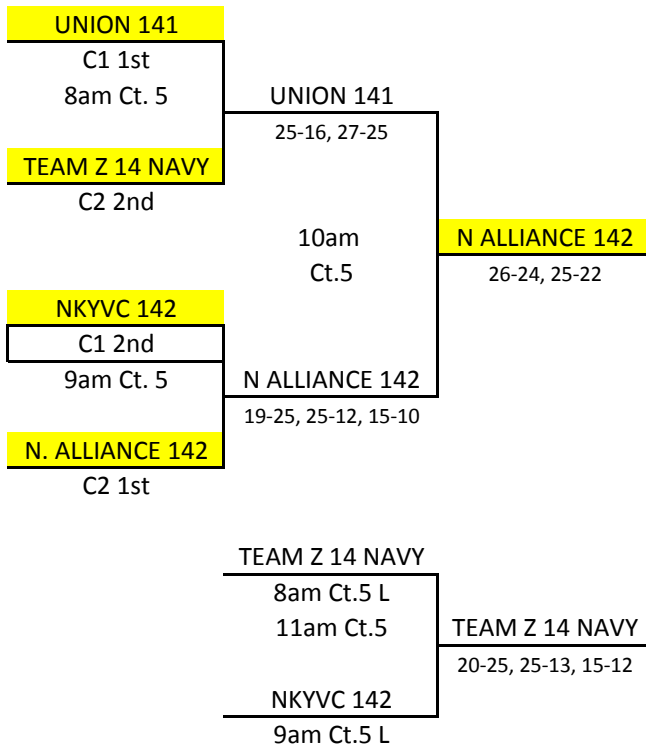 UNION 141
C1 1st
8am Ct. 5
UNION 141
25-16, 27-25
TEAM Z 14 NAVY
C2 2nd
10am
Ct.5
N ALLIANCE 142
26-24, 25-22
NKYVC 142
C1 2nd
9am Ct. 5
N ALLIANCE 142
19-25, 25-12, 15-10
N. ALLIANCE 142
C2 1st
TEAM Z 14 NAVY
8am Ct.5 L
11am Ct.5
TEAM Z 14 NAVY
20-25, 25-13, 15-12
NKYVC 142
9am Ct.5 L